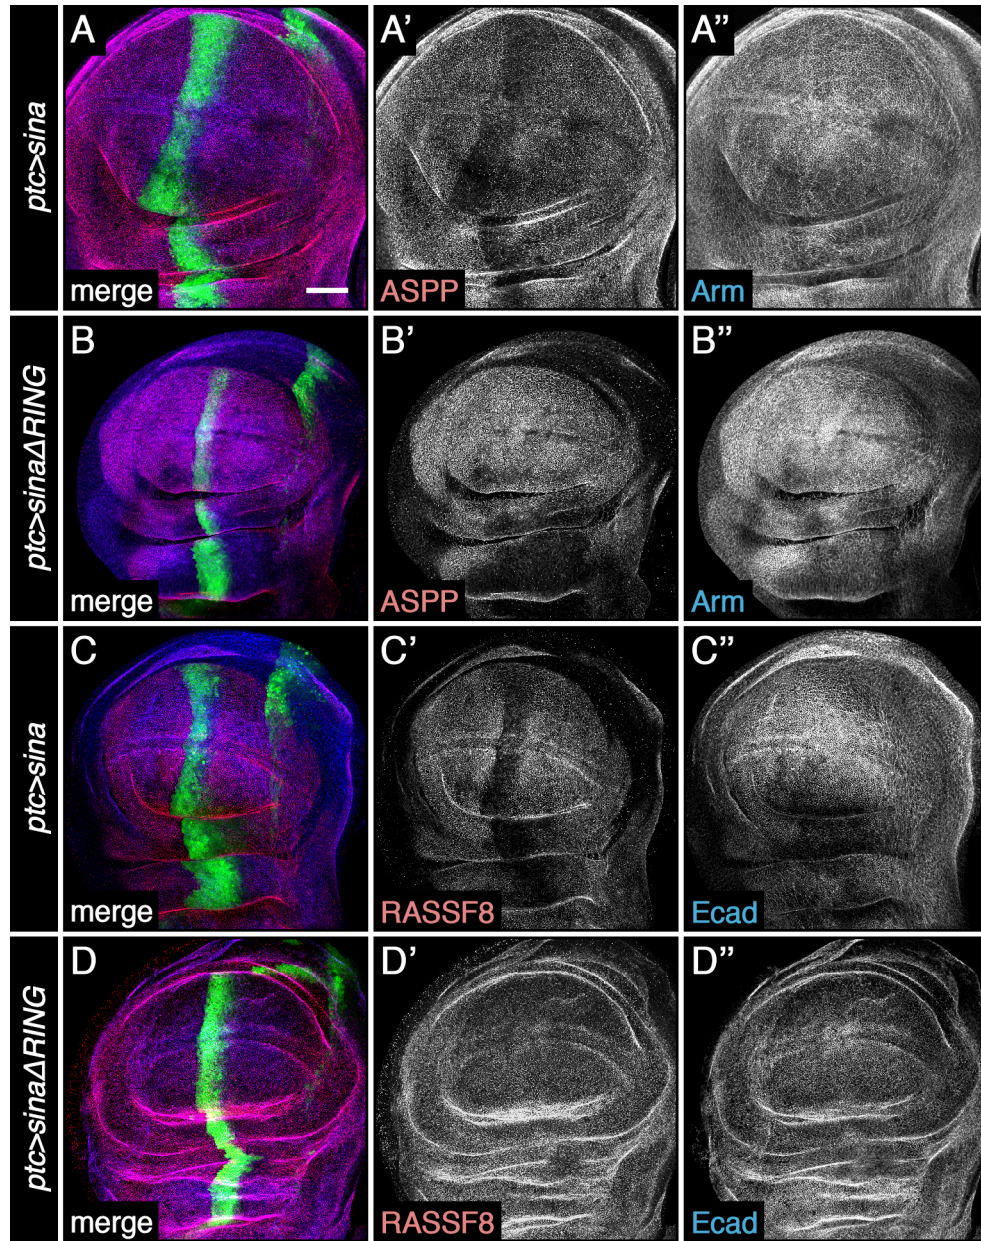 ptc>sina
A
merge
A'
ASPP
A"
Arm
ptc>sinaΔRING
B
merge
B'
ASPP
B"
Arm
ptc>sina
C
merge
C'
RASSF8
C"
Ecad
ptc>sinaΔRING
D
merge
D'
RASSF8
D"
Ecad